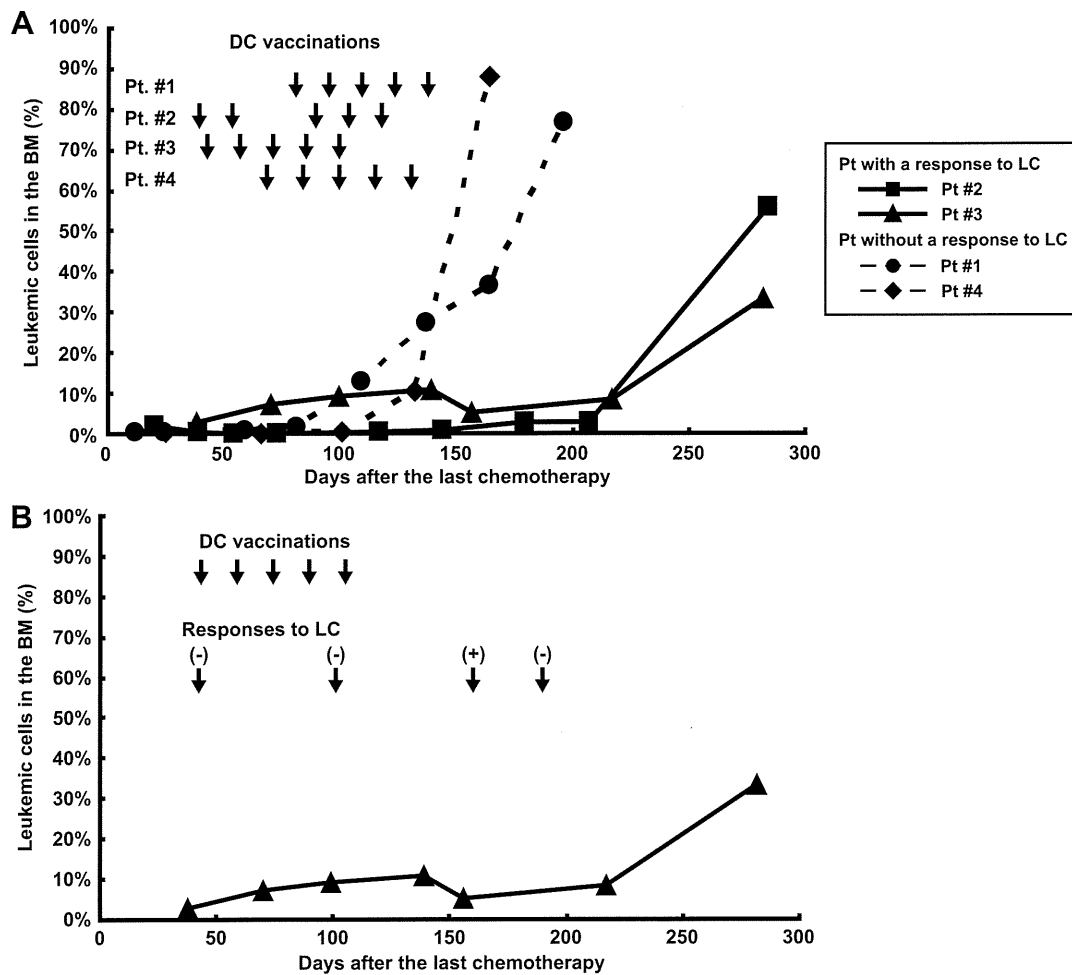 A
100%
90%
80%
70%
60%
50%
40%
30%
20%
10%
0%
Leukemic cells in the BM (%)
DC vaccinations
Pt. #1
Pt. #2
Pt. #3
Pt. #4
0 50 100 150 200 250 300
Days after the last chemotherapy
Pt with a response to LC
Pt #2
Pt #3
Pt without a response to LC
Pt #1
Pt #4
B
100%
90%
80%
70%
60%
50%
40%
30%
20%
10%
0%
Leukemic cells in the BM (%)
DC vaccinations
Responses to LC
(-) (-) (+) (-)
0 50 100 150 200 250 300
Days after the last chemotherapy